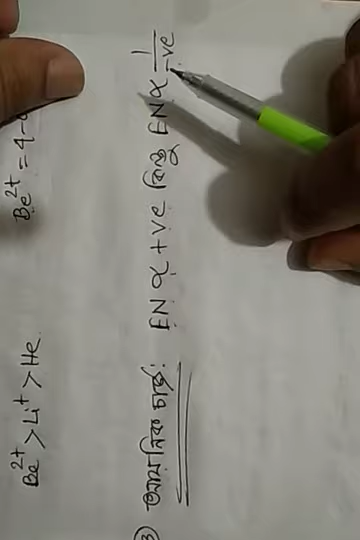 Be²⁺ > Li⁺ > He
Be²⁺ = 4-
③ আয়নিক চার্জ: EN ∝ +ve কিন্তু EN ∝ 1/-ve